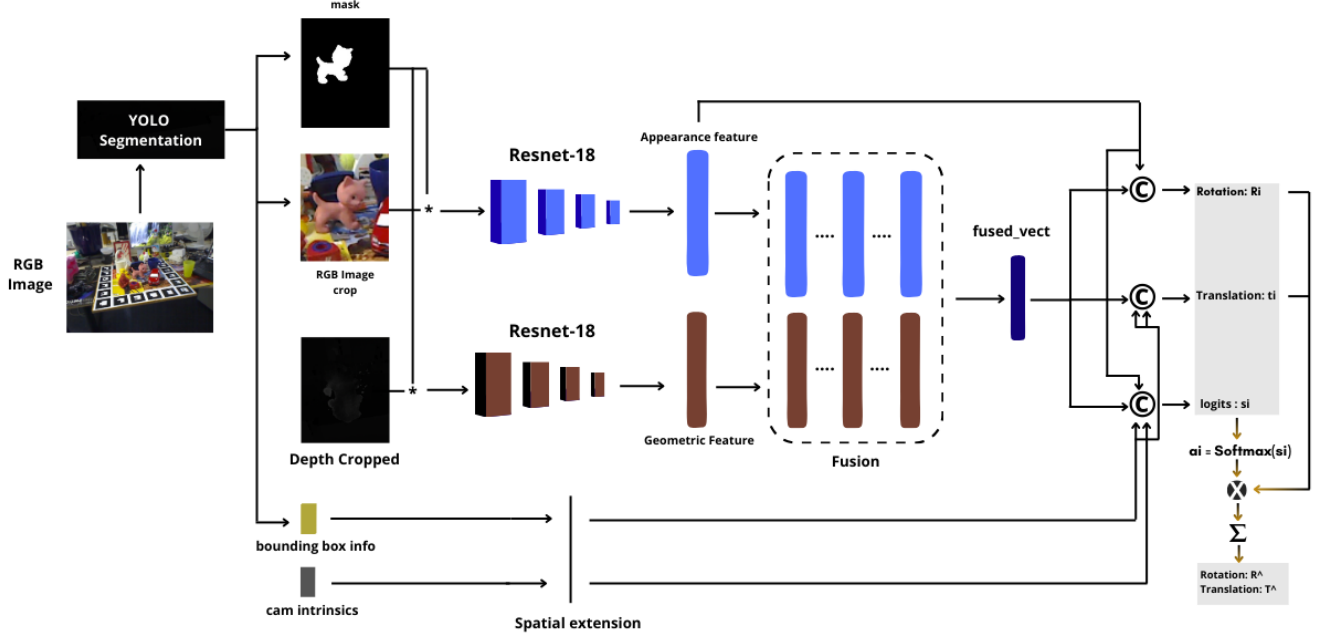 mask
YOLO
Segmentation
RGB
Image
RGB Image
crop
Depth Cropped
bounding box info
cam intrinsics
*
*
Resnet-18
Resnet-18
Spatial extension
Appearance feature
Geometric Feature
....
....
....
....
Fusion
fused_vect
C
C
C
Rotation: Ri
Translation: ti
logits : si
ai = Softmax(si)
X
Σ
Rotation: R^
Translation: T^